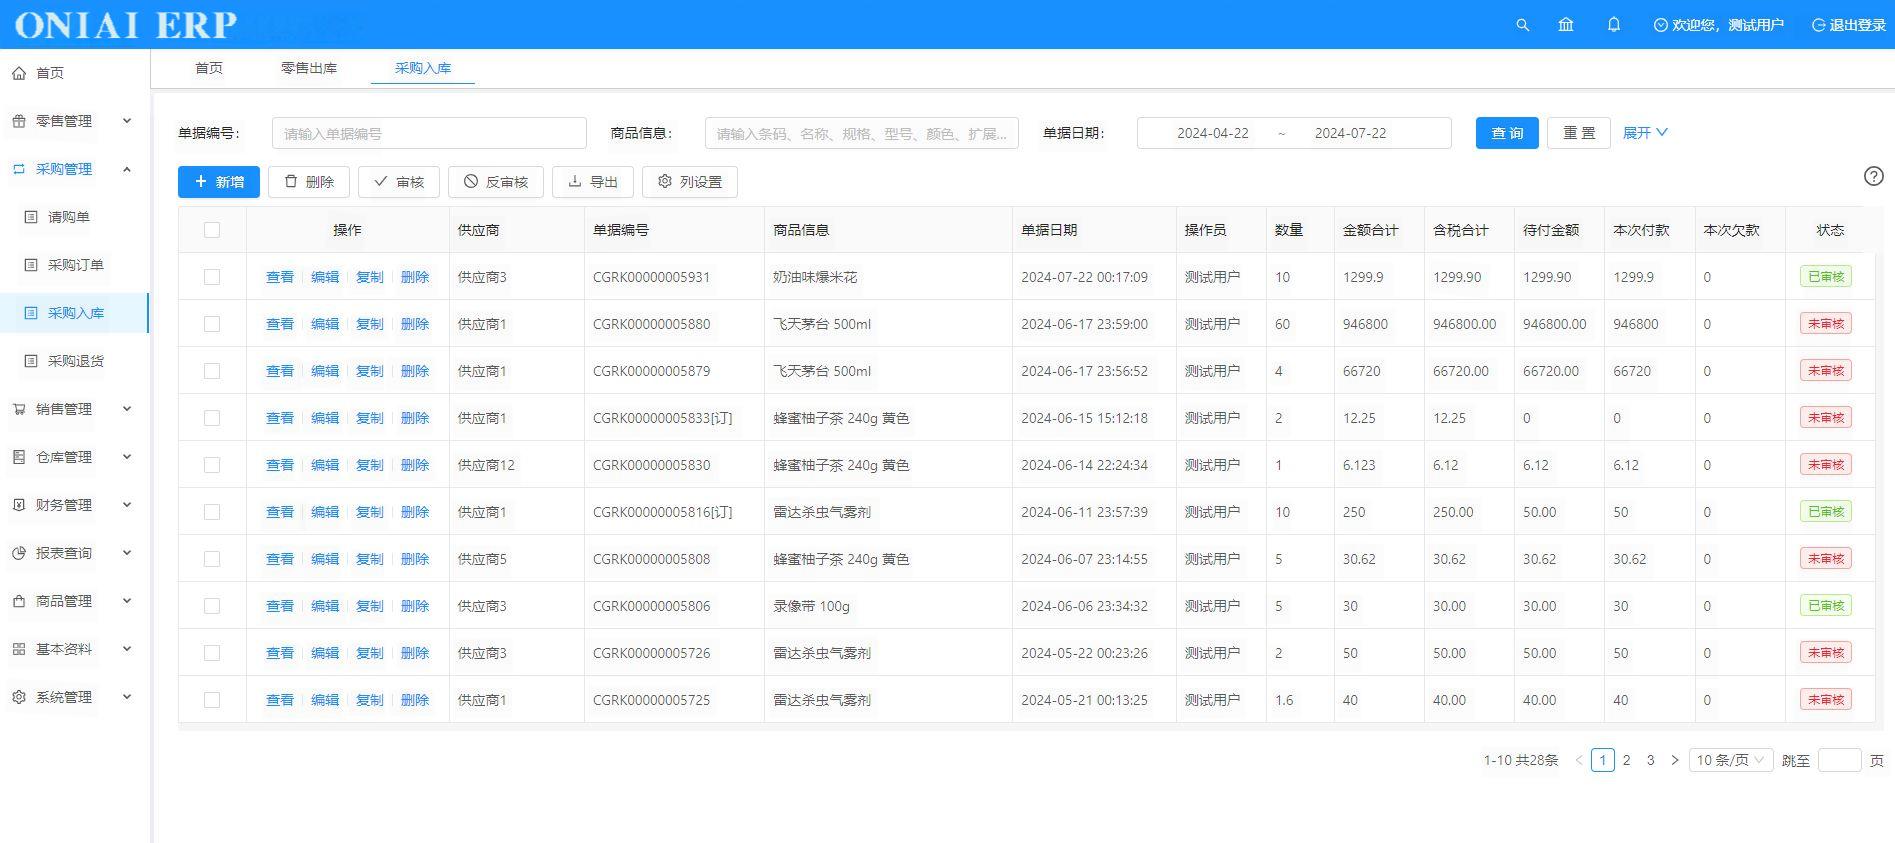 ONIAI ERP
欢迎您，测试用户 退出登录
首页 零售出库 采购入库
首页
零售管理
采购管理
请购单
采购订单
采购入库
采购退货
销售管理
仓库管理
财务管理
报表查询
商品管理
基本资料
系统管理
单据编号： 请输入单据编号 商品信息： 请输入条码、名称、规格、型号、颜色、扩展... 单据日期： 2024-04-22 ~ 2024-07-22 查 询 重 置 展开
+ 新增 删除 审核 反审核 导出 列设置
操作 供应商 单据编号 商品信息 单据日期 操作员 数量 金额合计 含税合计 待付金额 本次付款 本次欠款 状态
查看 编辑 复制 删除 供应商3 CGRK00000005931 奶油味爆米花 2024-07-22 00:17:09 测试用户 10 1299.9 1299.90 1299.90 1299.9 0 已审核
查看 编辑 复制 删除 供应商1 CGRK00000005880 飞天茅台 500ml 2024-06-17 23:59:00 测试用户 60 946800 946800.00 946800.00 946800 0 未审核
查看 编辑 复制 删除 供应商1 CGRK00000005879 飞天茅台 500ml 2024-06-17 23:56:52 测试用户 4 66720 66720.00 66720.00 66720 0 未审核
查看 编辑 复制 删除 供应商1 CGRK00000005833[订] 蜂蜜柚子茶 240g 黄色 2024-06-15 15:12:18 测试用户 2 12.25 12.25 0 0 0 未审核
查看 编辑 复制 删除 供应商12 CGRK00000005830 蜂蜜柚子茶 240g 黄色 2024-06-14 22:24:34 测试用户 1 6.123 6.12 6.12 6.12 0 未审核
查看 编辑 复制 删除 供应商1 CGRK00000005816[订] 雷达杀虫气雾剂 2024-06-11 23:57:39 测试用户 10 250 250.00 50.00 50 0 已审核
查看 编辑 复制 删除 供应商5 CGRK00000005808 蜂蜜柚子茶 240g 黄色 2024-06-07 23:14:55 测试用户 5 30.62 30.62 30.62 30.62 0 未审核
查看 编辑 复制 删除 供应商3 CGRK00000005806 录像带 100g 2024-06-06 23:34:32 测试用户 5 30 30.00 30.00 30 0 已审核
查看 编辑 复制 删除 供应商3 CGRK00000005726 雷达杀虫气雾剂 2024-05-22 00:23:26 测试用户 2 50 50.00 50.00 50 0 未审核
查看 编辑 复制 删除 供应商1 CGRK00000005725 雷达杀虫气雾剂 2024-05-21 00:13:25 测试用户 1.6 40 40.00 40.00 40 0 未审核
1-10 共28条 < 1 2 3 > 10 条/页 跳至 页